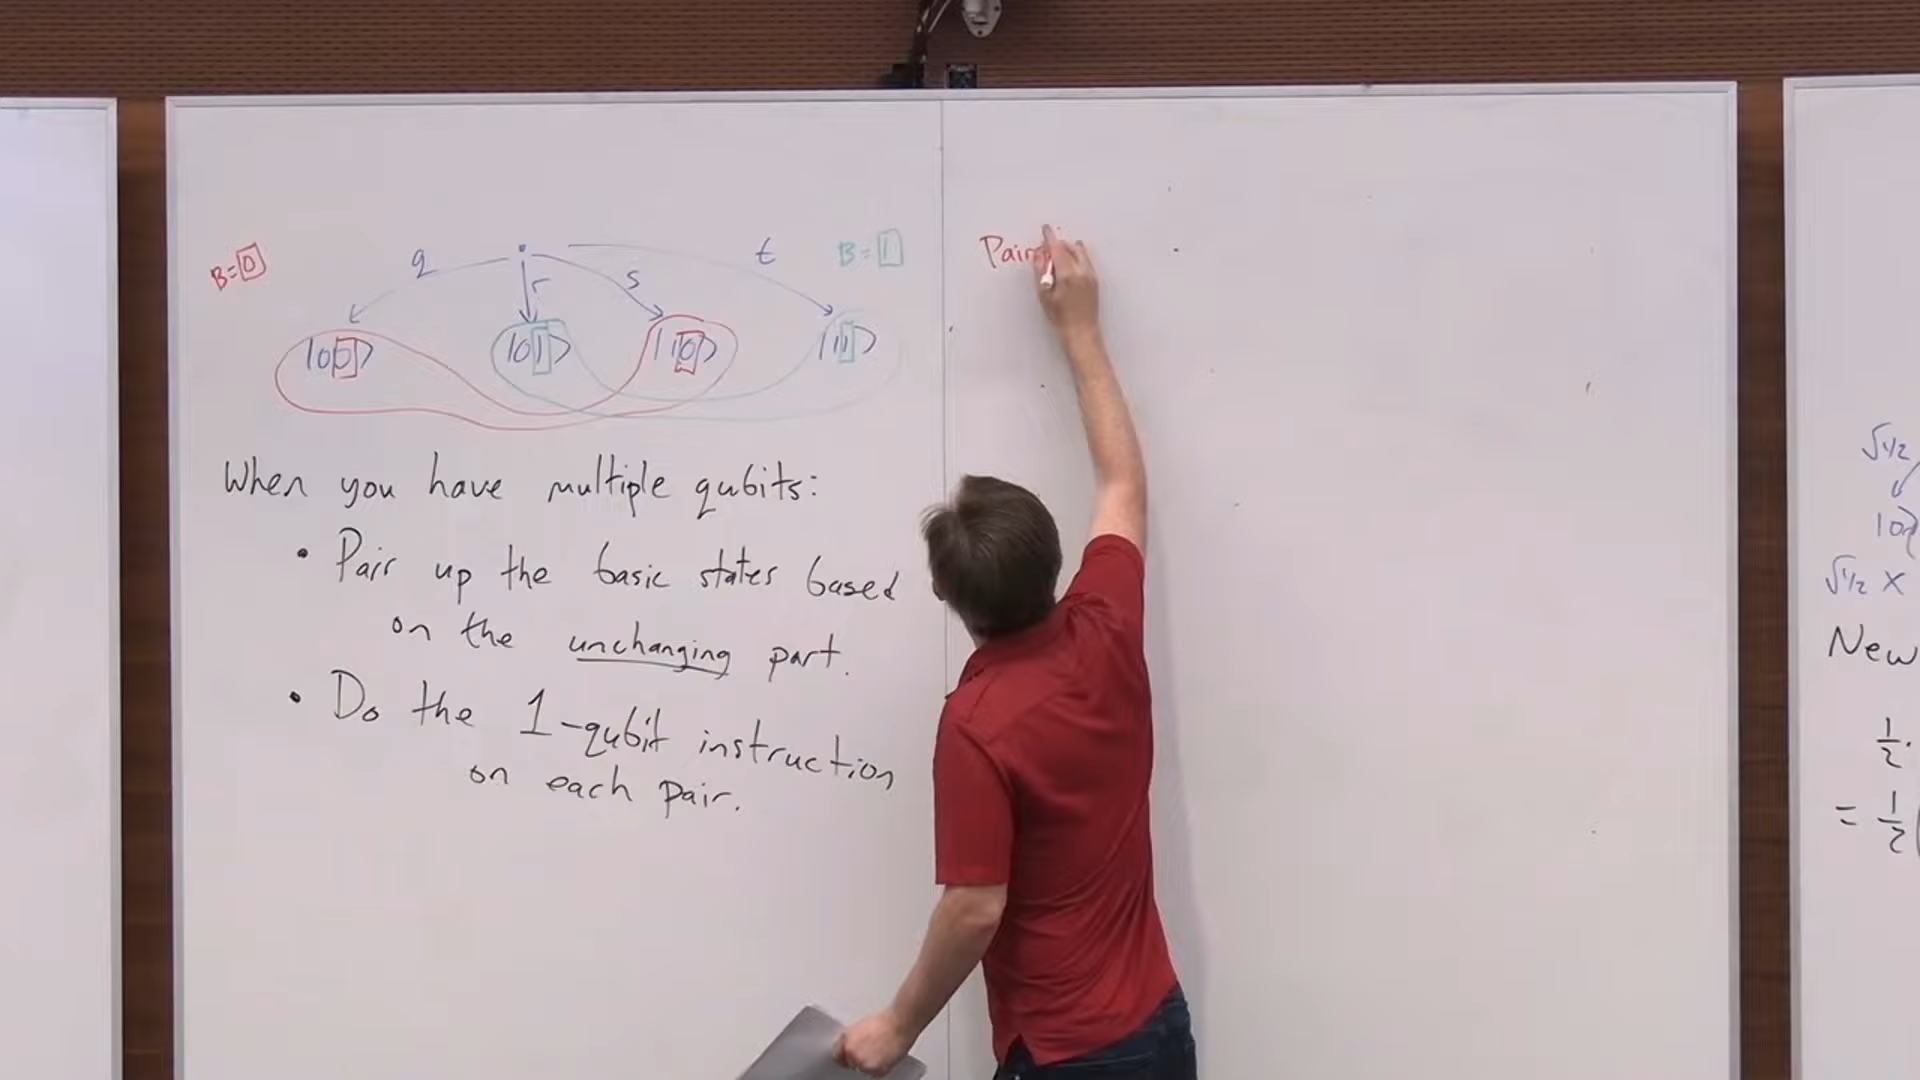 q
r
s
t
B=0
B=1
|00⟩ |01⟩ |10⟩ |11⟩
When you have multiple qubits:
• Pair up the basic states based
on the unchanging part.
• Do the 1-qubit instruction
on each pair.
Pair
√1/2
√1/2 X
New
1/2 ·
= 1/2 (